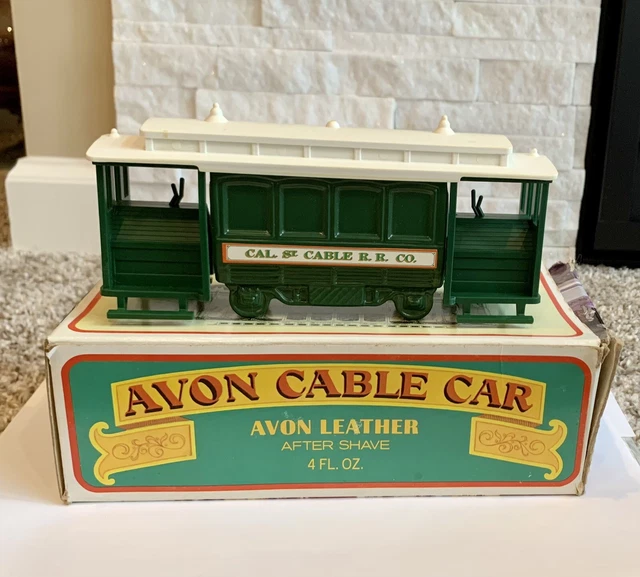 CAL. ST CABLE R. R. CO.
AVON CABLE CAR
AVON LEATHER
AFTER SHAVE
4 FL. OZ.